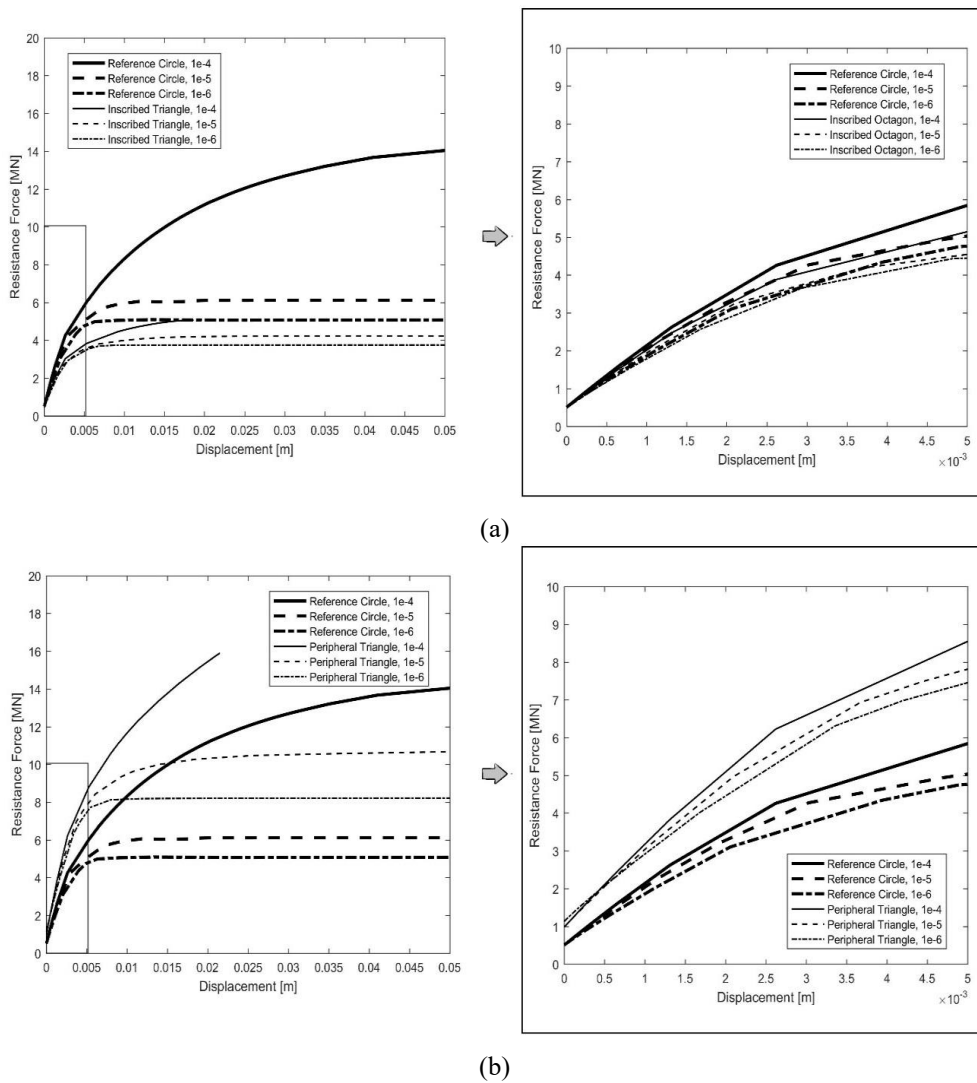 20
18
16
14
12
10
8
6
4
2
0
Resistance Force [MN]
Reference Circle, 1e-4
Reference Circle, 1e-5
Reference Circle, 1e-6
Inscribed Triangle, 1e-4
Inscribed Triangle, 1e-5
Inscribed Triangle, 1e-6
0 0.005 0.01 0.015 0.02 0.025 0.03 0.035 0.04 0.045 0.05
Displacement [m]
10
9
8
7
6
5
4
3
2
1
0
Resistance Force [MN]
Reference Circle, 1e-4
Reference Circle, 1e-5
Reference Circle, 1e-6
Inscribed Octagon, 1e-4
Inscribed Octagon, 1e-5
Inscribed Octagon, 1e-6
0 0.5 1 1.5 2 2.5 3 3.5 4 4.5 5
Displacement [m]
×10-3
(a)
20
18
16
14
12
10
8
6
4
2
0
Resistance Force [MN]
Reference Circle, 1e-4
Reference Circle, 1e-5
Reference Circle, 1e-6
Peripheral Triangle, 1e-4
Peripheral Triangle, 1e-5
Peripheral Triangle, 1e-6
0 0.005 0.01 0.015 0.02 0.025 0.03 0.035 0.04 0.045 0.05
Displacement [m]
10
9
8
7
6
5
4
3
2
1
0
Resistance Force [MN]
Reference Circle, 1e-4
Reference Circle, 1e-5
Reference Circle, 1e-6
Peripheral Triangle, 1e-4
Peripheral Triangle, 1e-5
Peripheral Triangle, 1e-6
0 0.5 1 1.5 2 2.5 3 3.5 4 4.5 5
Displacement [m]
×10-3
(b)